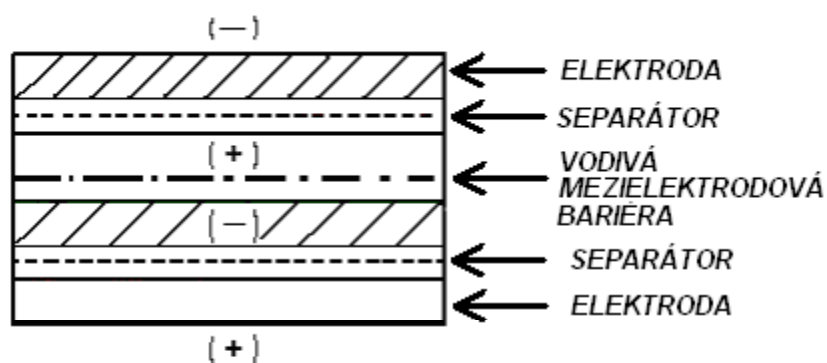 (—)
ELEKTRODA
SEPARÁTOR
(+)
VODIVÁ
MEZIELEKTRODOVÁ
BARIÉRA
(—)
SEPARÁTOR
ELEKTRODA
(+)